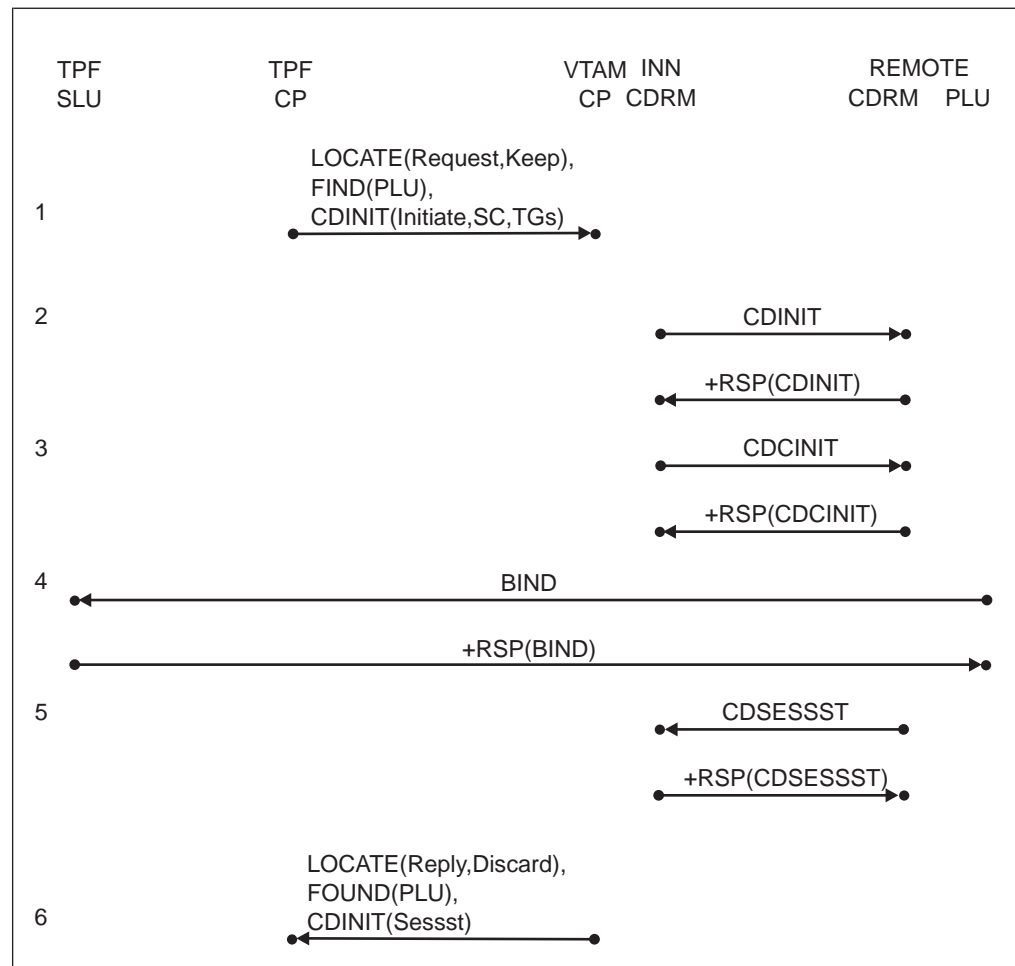 TPF TPF VTAM INN REMOTE
SLU CP CP CDRM CDRM PLU
LOCATE(Request,Keep),
FIND(PLU),
1 CDINIT(Initiate,SC,TGs)
2 CDINIT
+RSP(CDINIT)
3 CDCINIT
+RSP(CDCINIT)
4 BIND
+RSP(BIND)
5 CDSESSST
+RSP(CDSESSST)
LOCATE(Reply,Discard),
FOUND(PLU),
6 CDINIT(Sessst)